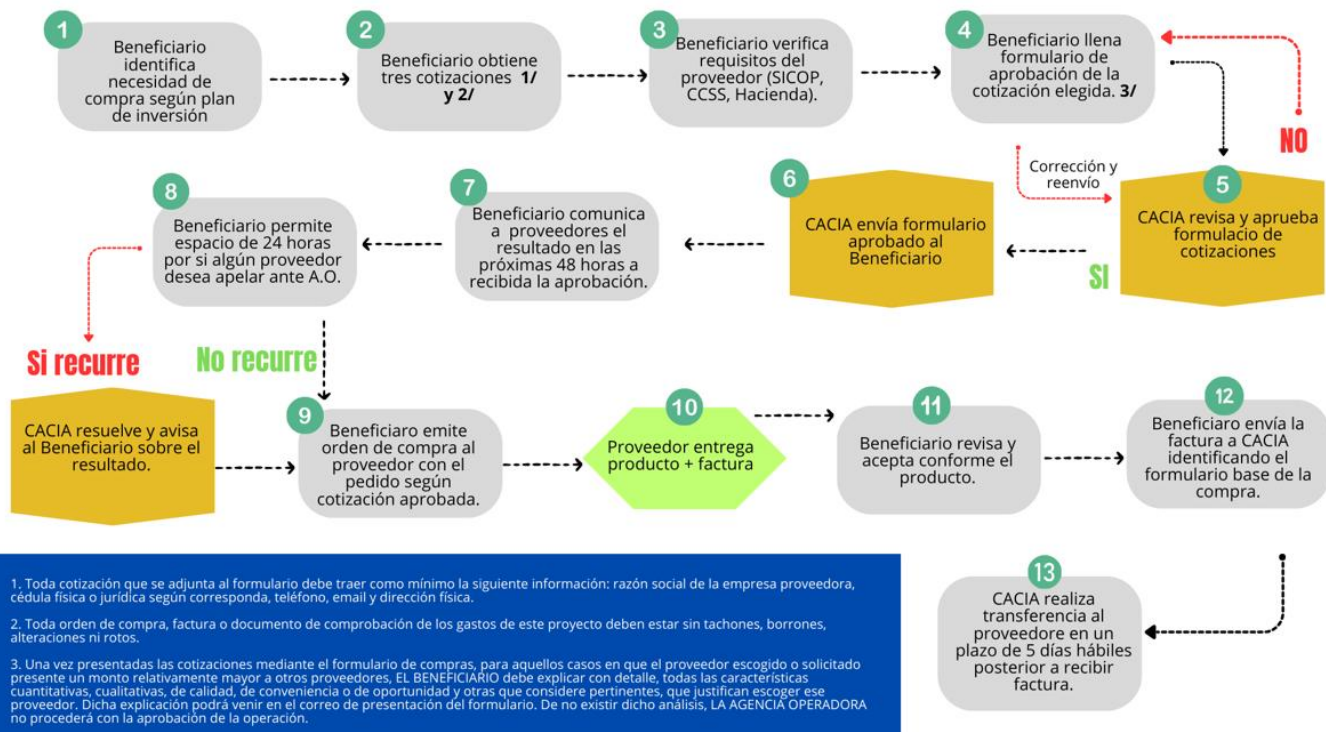 1
Beneficiario
identifica
necesidad de
compra según plan
de inversión
2
Beneficiario obtiene
tres cotizaciones 1/
y 2/
3
Beneficiario verifica
requisitos del
proveedor (SICOP,
CCSS, Hacienda).
4
Beneficiario llena
formulario de
aprobación de la
cotización elegida. 3/
NO
Corrección y
reenvío
5
CACIA revisa y aprueba
formulacio de
cotizaciones
SI
6
CACIA envía formulario
aprobado al
Beneficiario
7
Beneficiario comunica
a proveedores el
resultado en las
próximas 48 horas a
recibida la aprobación.
8
Beneficiario permite
espacio de 24 horas
por si algún proveedor
desea apelar ante A.O.
Si recurre
No recurre
CACIA resuelve y avisa
al Beneficiario sobre el
resultado.
9
Beneficiaro emite
orden de compra al
proveedor con el
pedido según
cotización aprobada.
10
Proveedor entrega
producto + factura
11
Beneficiario revisa y
acepta conforme el
producto.
12
Beneficiaro envía la
factura a CACIA
identificando el
formulario base de la
compra.
13
CACIA realiza
transferencia al
proveedore en un
plazo de 5 días hábiles
posterior a recibir
factura.
1. Toda cotización que se adjunta al formulario debe traer como mínimo la siguiente información: razón social de la empresa proveedora,
cédula física o jurídica según corresponda, teléfono, email y dirección física.
2. Toda orden de compra, factura o documento de comprobación de los gastos de este proyecto deben estar sin tachones, borrones,
alteraciones ni rotos.
3. Una vez presentadas las cotizaciones mediante el formulario de compras, para aquellos casos en que el proveedor escogido o solicitado
presente un monto relativamente mayor a otros proveedores, EL BENEFICIARIO debe explicar con detalle, todas las características
cuantitativas, cualitativas, de calidad, de conveniencia o de oportunidad y otras que considere pertinentes, que justifican escoger ese
proveedor. Dicha explicación podrá venir en el correo de presentación del formulario. De no existir dicho análisis, LA AGENCIA OPERADORA
no procederá con la aprobación de la operación.